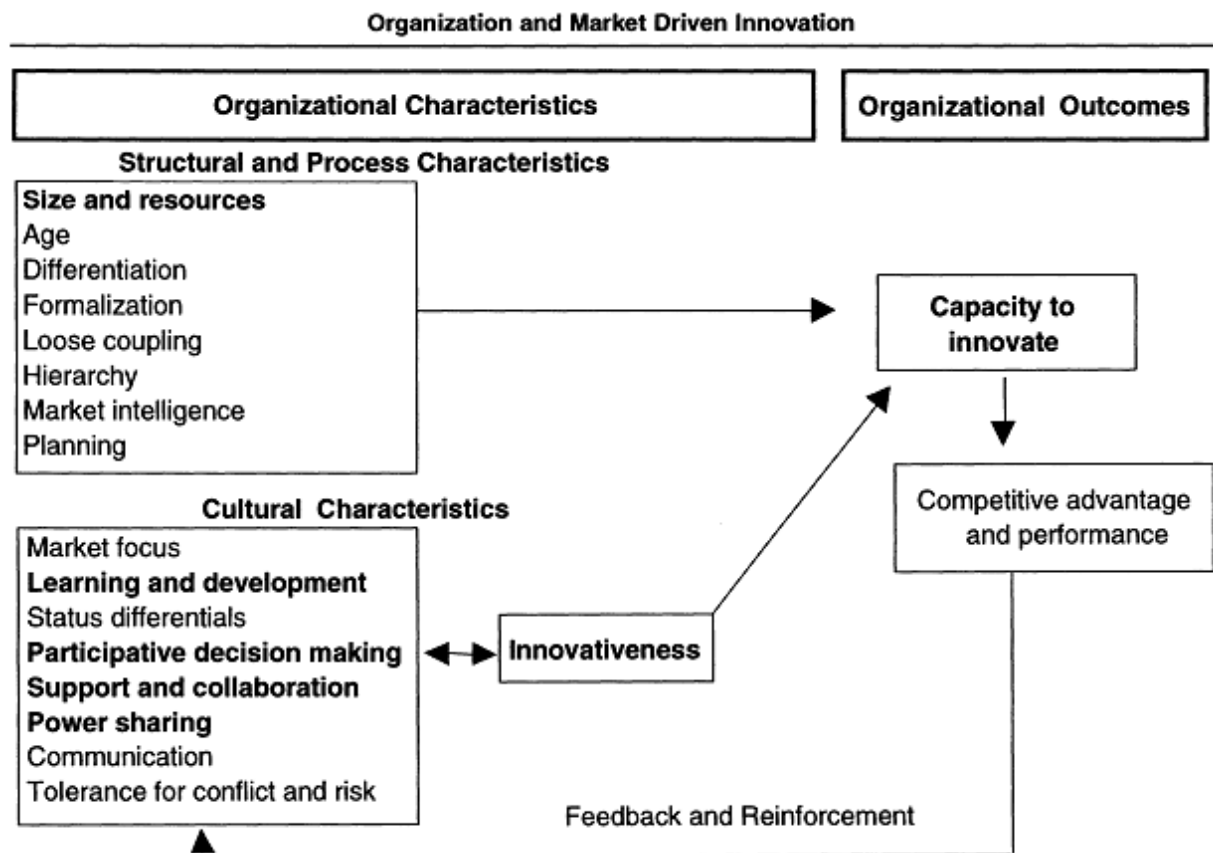 Organization and Market Driven Innovation
Organizational Characteristics
Organizational Outcomes
Structural and Process Characteristics
Size and resources
Age
Differentiation
Formalization
Loose coupling
Hierarchy
Market intelligence
Planning
Capacity to
innovate
Competitive advantage
and performance
Cultural Characteristics
Market focus
Learning and development
Status differentials
Participative decision making
Support and collaboration
Power sharing
Communication
Tolerance for conflict and risk
Innovativeness
Feedback and Reinforcement